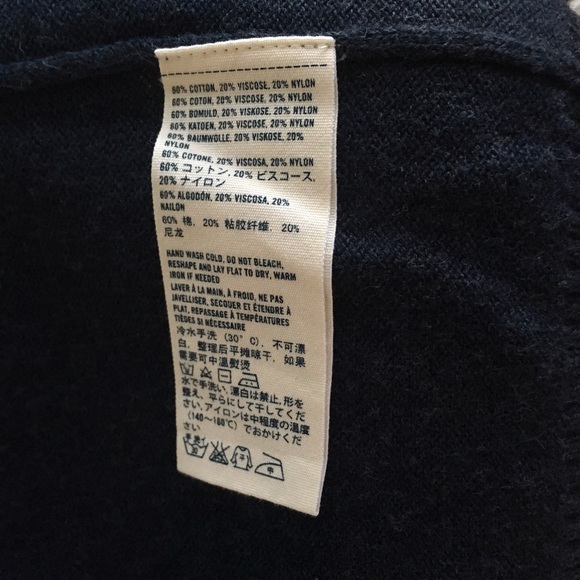 60% COTTON, 20% VISCOSE, 20% NYLON
60% COTON, 20% VISCOSE, 20% NYLON
60% BOMULD, 20% VISKOSE, 20% NYLON
60% KATOEN, 20% VISCOSE, 20% NYLON
60% BAUMWOLLE, 20% VISKOSE, 20%
NYLON
60% COTONE, 20% VISCOSA, 20% NYLON
60% コットン, 20% ビスコース,
20% ナイロン
60% ALGODÓN, 20% VISCOSA, 20%
NAILON
60% 棉, 20% 粘胶纤维, 20%
尼龙
HAND WASH COLD, DO NOT BLEACH,
RESHAPE AND LAY FLAT TO DRY, WARM
IRON IF NEEDED
LAVER À LA MAIN, À FROID, NE PAS
JAVELLISER, SECOUER ET ÉTENDRE À
PLAT, REPASSAGE À TEMPÉRATURES
TIÈDES SI NÉCESSAIRE
冷水手洗 (30°C), 不可漂
白, 整理后平摊晾干, 如果
需要可中温熨烫
水で手洗い, 漂白は禁止, 形を
整え, 平らにして干してくだ
さい, アイロンは中程度の温度
(140~160℃) でおかけくだ
さい
手洗イ
30
平
中